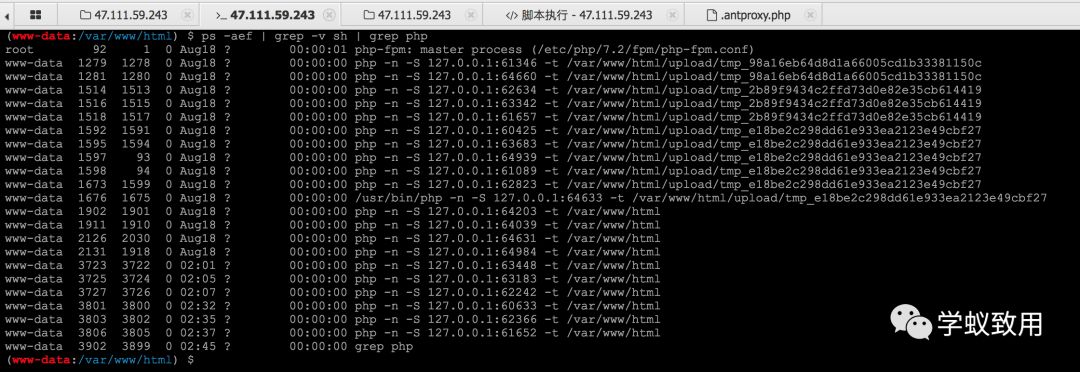 47.111.59.243
47.111.59.243
47.111.59.243
脚本执行 - 47.111.59.243
.antproxy.php
(www-data:/var/www/html) $ ps -aef | grep -v sh | grep php
root 92 1 0 Aug18 ? 00:00:01 php-fpm: master process (/etc/php/7.2/fpm/php-fpm.conf)
www-data 1279 1278 0 Aug18 ? 00:00:00 php -n -S 127.0.0.1:61346 -t /var/www/html/upload/tmp_98a16eb64d8d1a66005cd1b33381150c
www-data 1281 1280 0 Aug18 ? 00:00:00 php -n -S 127.0.0.1:64660 -t /var/www/html/upload/tmp_98a16eb64d8d1a66005cd1b33381150c
www-data 1514 1513 0 Aug18 ? 00:00:00 php -n -S 127.0.0.1:62634 -t /var/www/html/upload/tmp_2b89f9434c2ffd73d0e82e35cb614419
www-data 1516 1515 0 Aug18 ? 00:00:00 php -n -S 127.0.0.1:63342 -t /var/www/html/upload/tmp_2b89f9434c2ffd73d0e82e35cb614419
www-data 1518 1517 0 Aug18 ? 00:00:00 php -n -S 127.0.0.1:61657 -t /var/www/html/upload/tmp_2b89f9434c2ffd73d0e82e35cb614419
www-data 1592 1591 0 Aug18 ? 00:00:00 php -n -S 127.0.0.1:60425 -t /var/www/html/upload/tmp_e18be2c298dd61e933ea2123e49cbf27
www-data 1595 1594 0 Aug18 ? 00:00:00 php -n -S 127.0.0.1:63683 -t /var/www/html/upload/tmp_e18be2c298dd61e933ea2123e49cbf27
www-data 1597 93 0 Aug18 ? 00:00:00 php -n -S 127.0.0.1:64939 -t /var/www/html/upload/tmp_e18be2c298dd61e933ea2123e49cbf27
www-data 1598 94 0 Aug18 ? 00:00:00 php -n -S 127.0.0.1:61089 -t /var/www/html/upload/tmp_e18be2c298dd61e933ea2123e49cbf27
www-data 1673 1599 0 Aug18 ? 00:00:00 php -n -S 127.0.0.1:62823 -t /var/www/html/upload/tmp_e18be2c298dd61e933ea2123e49cbf27
www-data 1676 1675 0 Aug18 ? 00:00:00 /usr/bin/php -n -S 127.0.0.1:64633 -t /var/www/html/upload/tmp_e18be2c298dd61e933ea2123e49cbf27
www-data 1902 1901 0 Aug18 ? 00:00:00 php -n -S 127.0.0.1:64203 -t /var/www/html
www-data 1911 1910 0 Aug18 ? 00:00:00 php -n -S 127.0.0.1:64039 -t /var/www/html
www-data 2126 2030 0 Aug18 ? 00:00:00 php -n -S 127.0.0.1:64631 -t /var/www/html
www-data 2131 1918 0 Aug18 ? 00:00:00 php -n -S 127.0.0.1:64984 -t /var/www/html
www-data 3723 3722 0 02:01 ? 00:00:00 php -n -S 127.0.0.1:63448 -t /var/www/html
www-data 3725 3724 0 02:05 ? 00:00:00 php -n -S 127.0.0.1:63183 -t /var/www/html
www-data 3727 3726 0 02:07 ? 00:00:00 php -n -S 127.0.0.1:62242 -t /var/www/html
www-data 3801 3800 0 02:32 ? 00:00:00 php -n -S 127.0.0.1:60633 -t /var/www/html
www-data 3803 3802 0 02:35 ? 00:00:00 php -n -S 127.0.0.1:62366 -t /var/www/html
www-data 3806 3805 0 02:37 ? 00:00:00 php -n -S 127.0.0.1:61652 -t /var/www/html
www-data 3902 3899 0 02:45 ? 00:00:00 grep php
(www-data:/var/www/html) $
学蚁致用